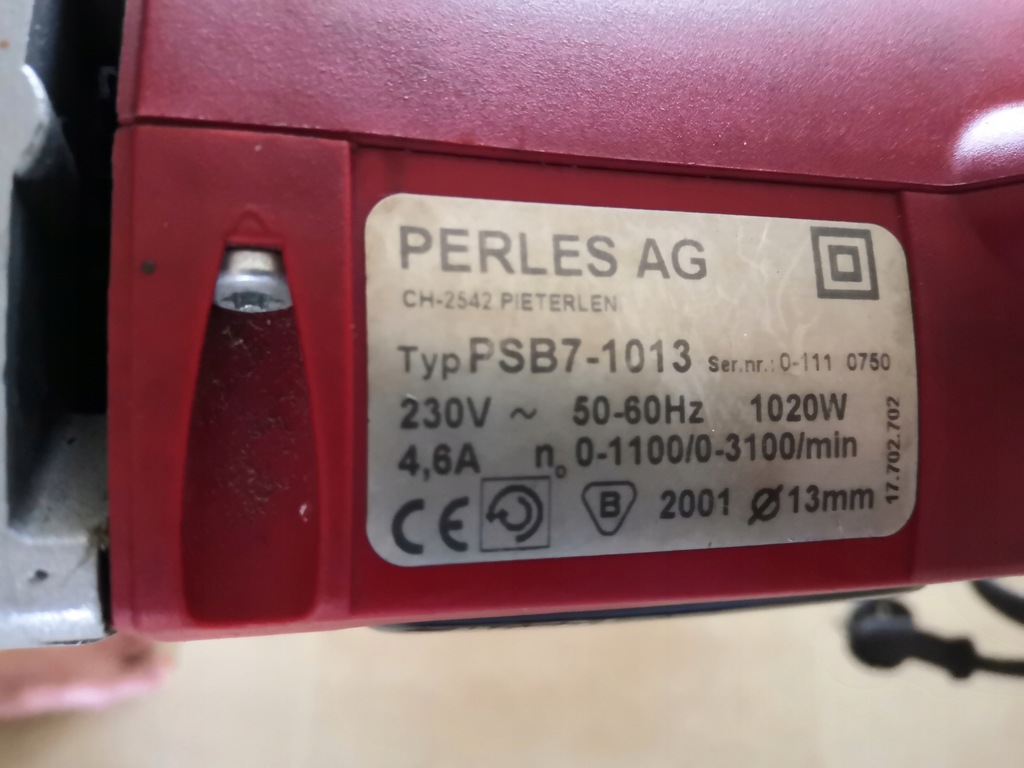 PERLES AG
CH-2542 PIETERLEN
Typ PSB7-1013 Ser.nr.: 0-111 0750
230V ~ 50-60Hz 1020W
4,6A n₀ 0-1100/0-3100/min
CE B 2001 Ø13mm
17.702.702